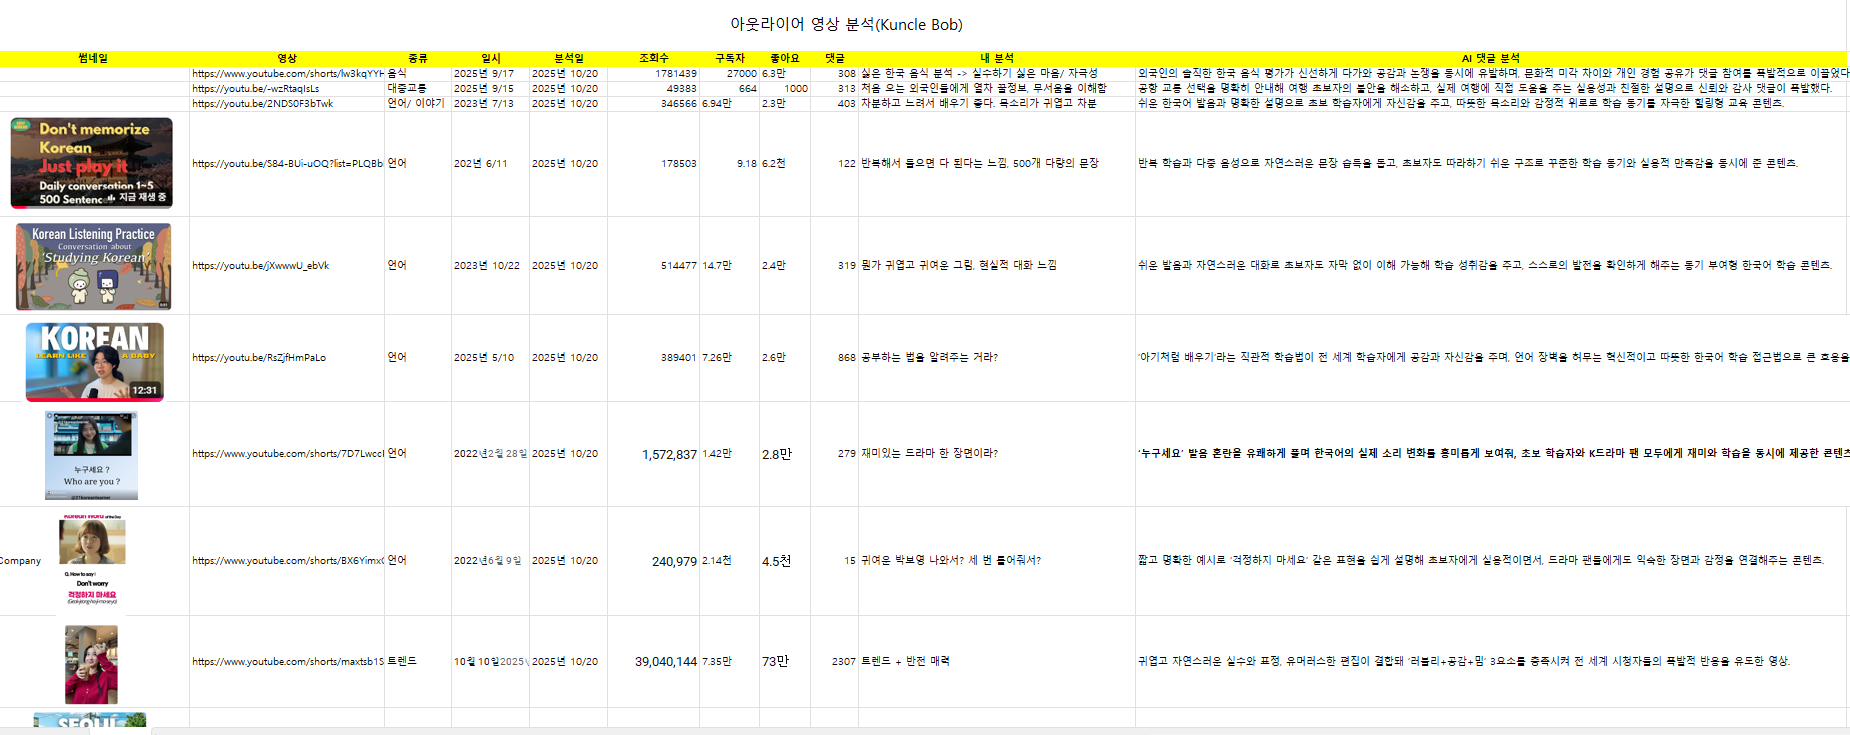 아웃라이어 영상 분석(Kuncle Bob)
썸네일 영상 종류 일시 분석일 조회수 구독자 좋아요 댓글 내 분석 AI 댓글 분석
https://www.youtube.com/shorts/lw3kqYYH 음식 2025년 9/17 2025년 10/20 1781439 27000 6.3만 308 싫은 한국 음식 분석 -> 실수하기 싫은 마음/ 자극성 외국인의 솔직한 한국 음식 평가가 신선하게 다가와 공감과 논쟁을 동시에 유발하며, 문화적 미각 차이와 개인 경험 공유가 댓글 참여를 폭발적으로 이끌었다
https://youtu.be/-wzRtaqIsLs 대중교통 2025년 9/15 2025년 10/20 49383 664 1000 313 처음 오는 외국인들에게 열차 꿀정보, 무서움을 이해함 공항 교통 선택을 명확히 안내해 여행 초보자의 불안을 해소하고, 실제 여행에 직접 도움을 주는 실용성과 친절한 설명으로 신뢰와 감사 댓글이 폭발했다.
https://youtu.be/2NDS0F3bTwk 언어/ 이야기 2023년 7/13 2025년 10/20 346566 6.94만 2.3만 403 차분하고 느려서 배우기 좋다. 목소리가 귀엽고 차분 쉬운 한국어 발음과 명확한 설명으로 초보 학습자에게 자신감을 주고, 따뜻한 목소리와 감정적 위로로 학습 동기를 자극한 힐링형 교육 콘텐츠.
Don't memorize
Korean
Just play it
Daily conversation 1~5
500 Sentenc 지금 재생 중
https://youtu.be/S84-BUi-uOQ?list=PLQBb 언어 202년 6/11 2025년 10/20 178503 9.18 6.2천 122 반복해서 들으면 다 된다는 느낌, 500개 다량의 문장 반복 학습과 다중 음성으로 자연스러운 문장 습득을 돕고, 초보자도 따라하기 쉬운 구조로 꾸준한 학습 동기와 실용적 만족감을 동시에 준 콘텐츠.
Korean Listening Practice
Conversation about
'Studying Korean'
https://youtu.be/jXwwwU_ebVk 언어 2023년 10/22 2025년 10/20 514477 14.7만 2.4만 319 뭔가 귀엽고 귀여운 그림, 현실적 대화 느낌 쉬운 발음과 자연스러운 대화로 초보자도 자막 없이 이해 가능해 학습 성취감을 주고, 스스로의 발전을 확인하게 해주는 동기 부여형 한국어 학습 콘텐츠.
KOREAN
LEARN LIKE A BABY
12:31
https://youtu.be/RsZjfHmPaLo 언어 2025년 5/10 2025년 10/20 389401 7.26만 2.6만 868 공부하는 법을 알려주는 거라? '아기처럼 배우기'라는 직관적 학습법이 전 세계 학습자에게 공감과 자신감을 주며, 언어 장벽을 허무는 혁신적이고 따뜻한 한국어 학습 접근법으로 큰 호응을
누구세요 ?
Who are you ?
@21koreanlearner
https://www.youtube.com/shorts/7D7Lwccl 언어 2022년2월 28일 2025년 10/20 1,572,837 1.42만 2.8만 279 재미있는 드라마 한 장면이라? '누구세요' 발음 혼란을 유쾌하게 풀며 한국어의 실제 소리 변화를 흥미롭게 보여줘, 초보 학습자와 K드라마 팬 모두에게 재미와 학습을 동시에 제공한 콘텐츠
Korean Word of the Day
Company
Q. How to say!
Don't worry
걱정하지 마세요
(Geokjeonghajimaseyo)
https://www.youtube.com/shorts/BX6Yimx 언어 2022년6월 9일 2025년 10/20 240,979 2.14천 4.5천 15 귀여운 박보영 나와서? 세 번 틀어줘서? 짧고 명확한 예시로 '걱정하지 마세요' 같은 표현을 쉽게 설명해 초보자에게 실용적이면서, 드라마 팬들에게도 익숙한 장면과 감정을 연결해주는 콘텐츠.
https://www.youtube.com/shorts/maxtsb1S 트렌드 10월 10일2025 2025년 10/20 39,040,144 7.35만 73만 2307 트렌드 + 반전 매력 귀엽고 자연스러운 실수와 표정, 유머러스한 편집이 결합돼 '러블리+공감+밈' 3요소를 충족시켜 전 세계 시청자들의 폭발적 반응을 유도한 영상.
SEOUL